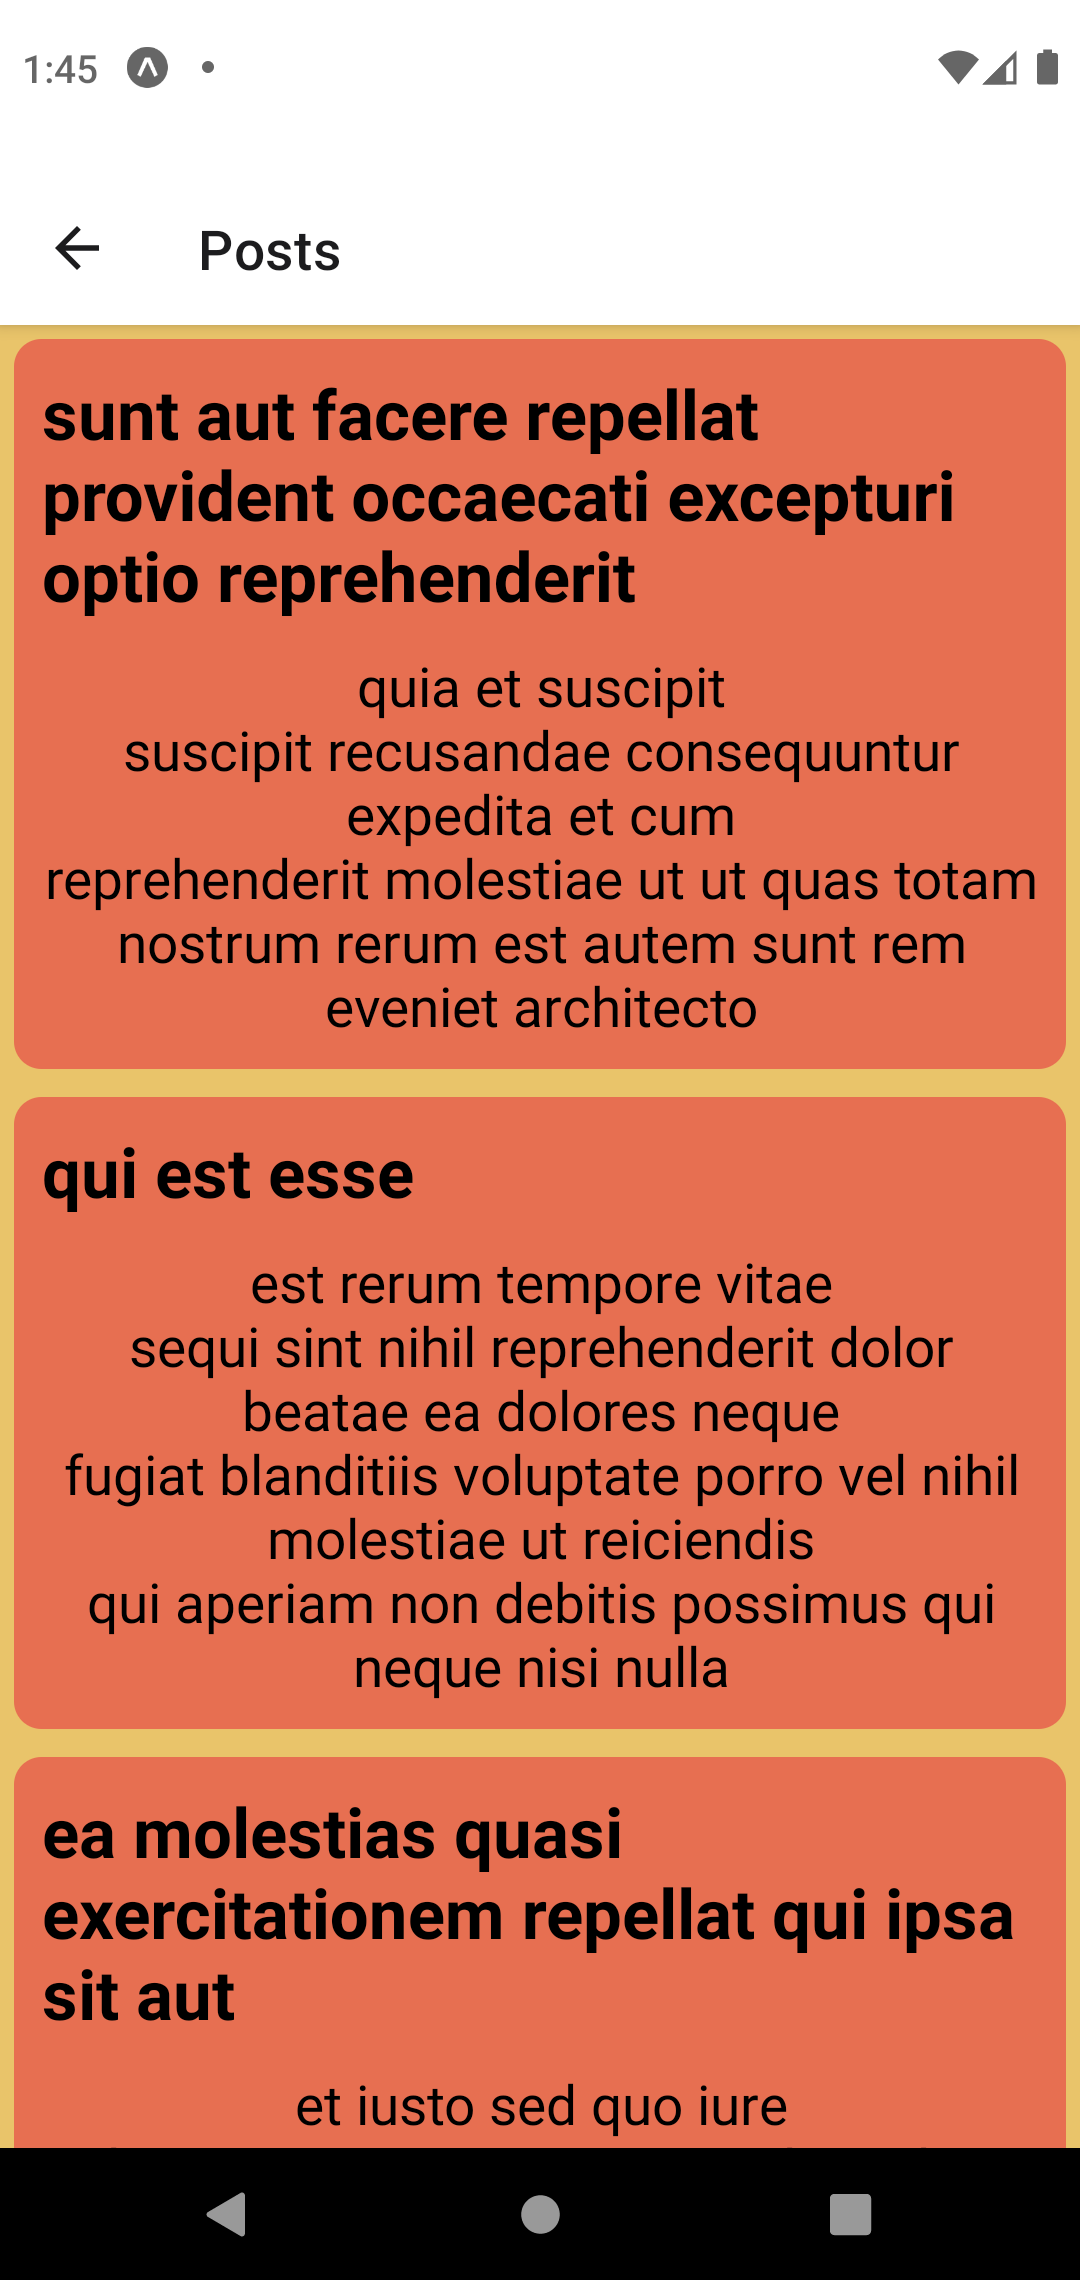 1:45
Posts
sunt aut facere repellat
provident occaecati excepturi
optio reprehenderit
quia et suscipit
suscipit recusandae consequuntur
expedita et cum
reprehenderit molestiae ut ut quas totam
nostrum rerum est autem sunt rem
eveniet architecto
qui est esse
est rerum tempore vitae
sequi sint nihil reprehenderit dolor
beatae ea dolores neque
fugiat blanditiis voluptate porro vel nihil
molestiae ut reiciendis
qui aperiam non debitis possimus qui
neque nisi nulla
ea molestias quasi
exercitationem repellat qui ipsa
sit aut
et iusto sed quo iure